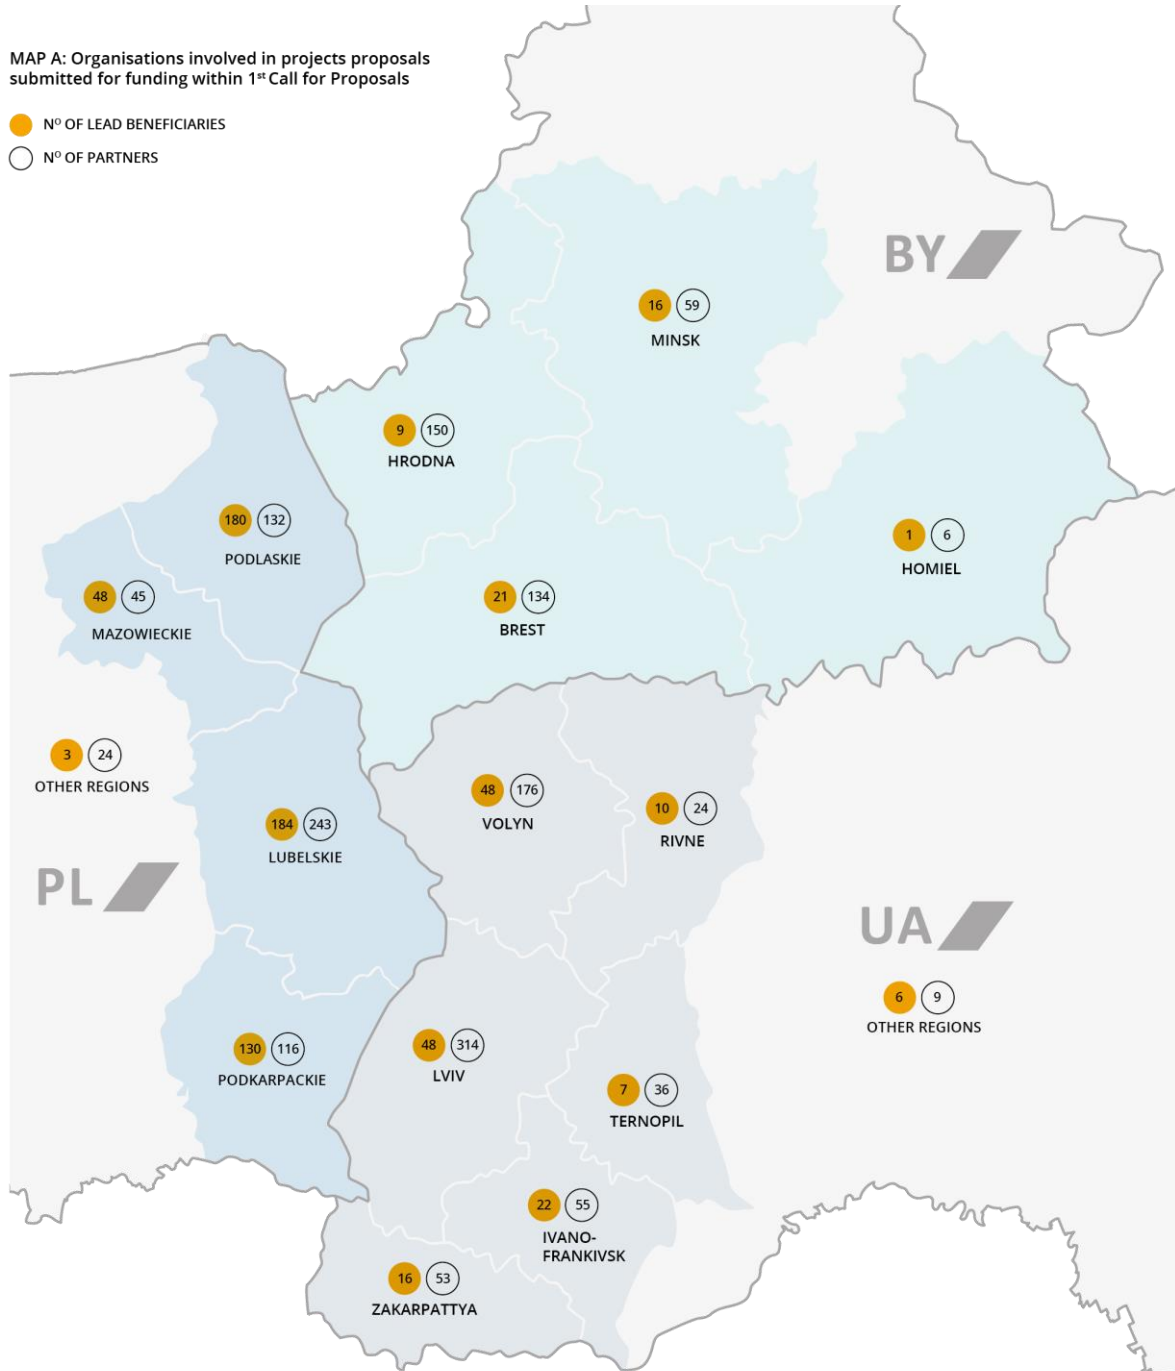 MAP A: Organisations involved in projects proposals
submitted for funding within 1st Call for Proposals
Nº OF LEAD BENEFICIARIES
Nº OF PARTNERS
BY
16 59
MINSK
9 150
HRODNA
180 132
PODLASKIE
1 6
HOMIEL
48 45
MAZOWIECKIE
21 134
BREST
3 24
OTHER REGIONS
48 176
VOLYN
10 24
RIVNE
184 243
LUBELSKIE
PL
UA
6 9
OTHER REGIONS
130 116
PODKARPACKIE
48 314
LVIV
7 36
TERNOPIL
22 55
IVANO-
FRANKIVSK
16 53
ZAKARPATTYA